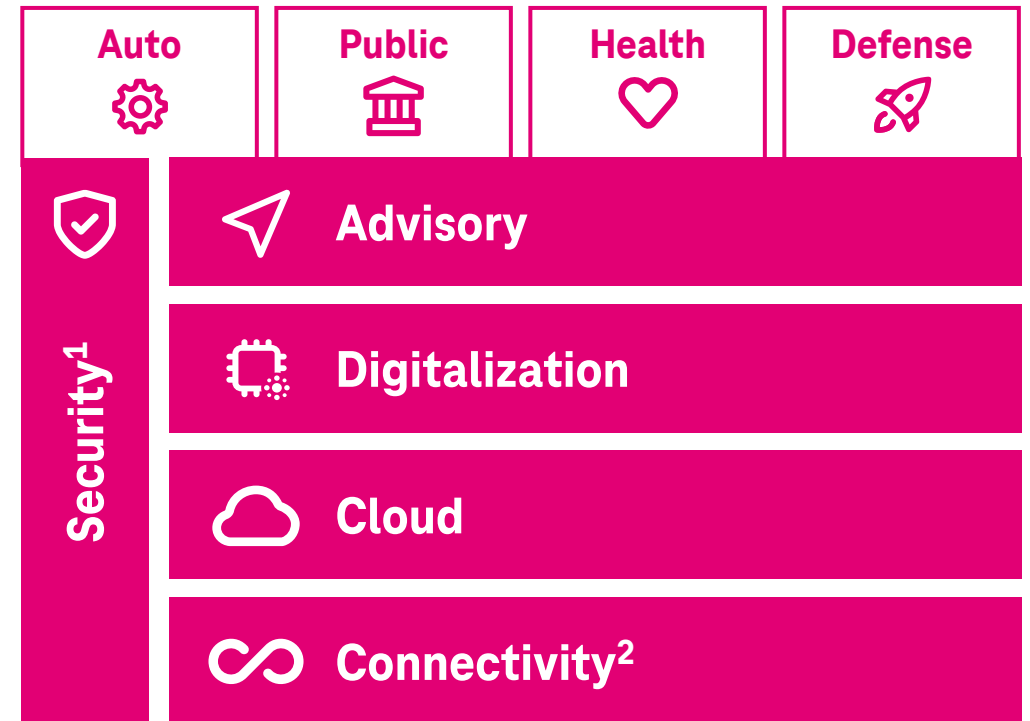 Auto
Public
Health
Defense
Security¹
Advisory
Digitalization
Cloud
Connectivity²